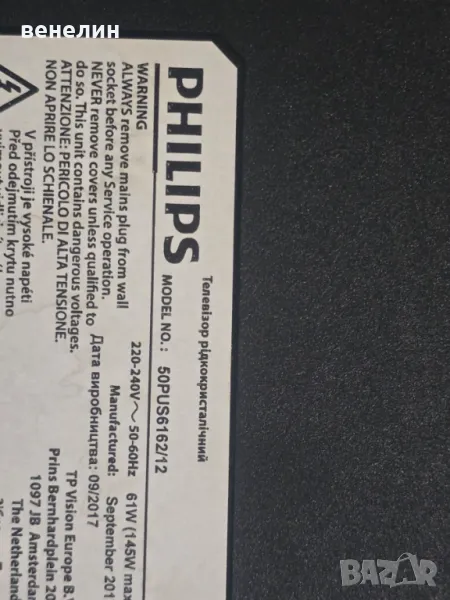 венелин
PHILIPS
Телевізор рідкокристалічний
MODEL NO.: 50PUS6162/12
WARNING
ALWAYS remove mains plug from wall
socket before any Service operation.
NEVER remove covers unless qualified to
do so. This unit contains dangerous voltages.
ATTENZIONE: PERICOLO DI ALTA TENSIONE.
NON APRIRE LO SCHIENALE.
V přístroji je vysoké napětí
Před odejmutím krytu nutno
220-240V~ 50-60Hz 61W (145W max
Manufactured: September 201
Дата виробництва: 09/2017
TP Vision Europe B.
Prins Bernhardplein 20
1097 JB Amsterda
The Netherland
BAZAR